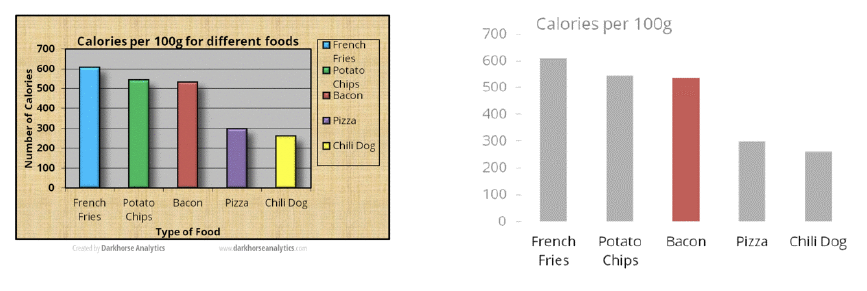 Calories per 100g for different foods
Number of Calories
700
600
500
400
300
200
100
0
French
Fries
Potato
Chips
Bacon
Pizza
Chili Dog
Type of Food
French
Fries
Potato
Chips
Bacon
Pizza
Chili Dog
Created by Darkhorse Analytics
www.darkhorseanalytics.com
Calories per 100g
700
600
500
400
300
200
100
0
French
Fries
Potato
Chips
Bacon
Pizza
Chili Dog